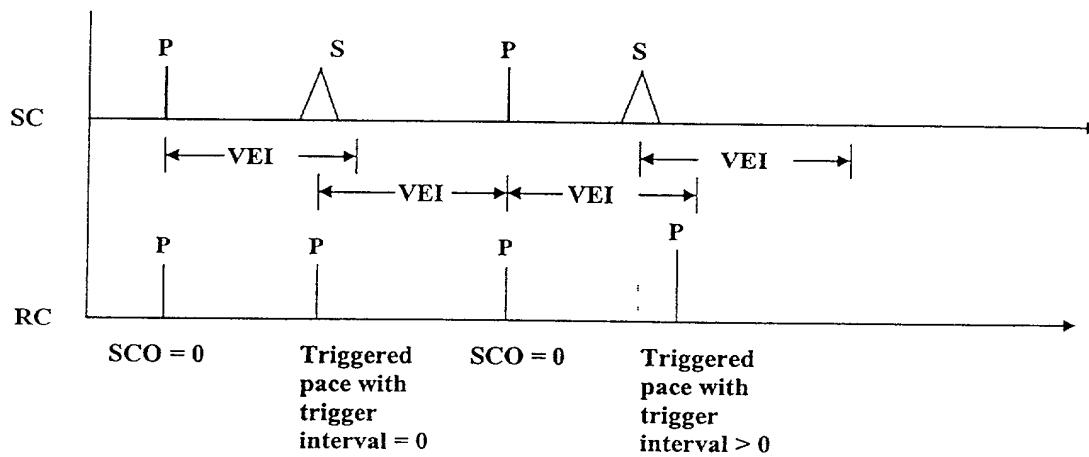 P S P S
SC
VEI VEI
VEI VEI
P P P P
RC
SCO = 0
Triggered
pace with
trigger
interval = 0
SCO = 0
Triggered
pace with
trigger
interval > 0